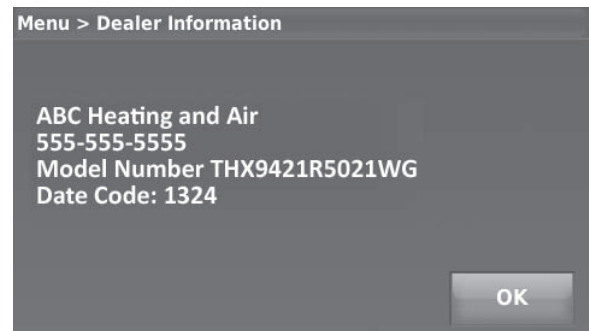 Menu > Dealer Information
ABC Heating and Air
555-555-5555
Model Number THX9421R5021WG
Date Code: 1324
OK